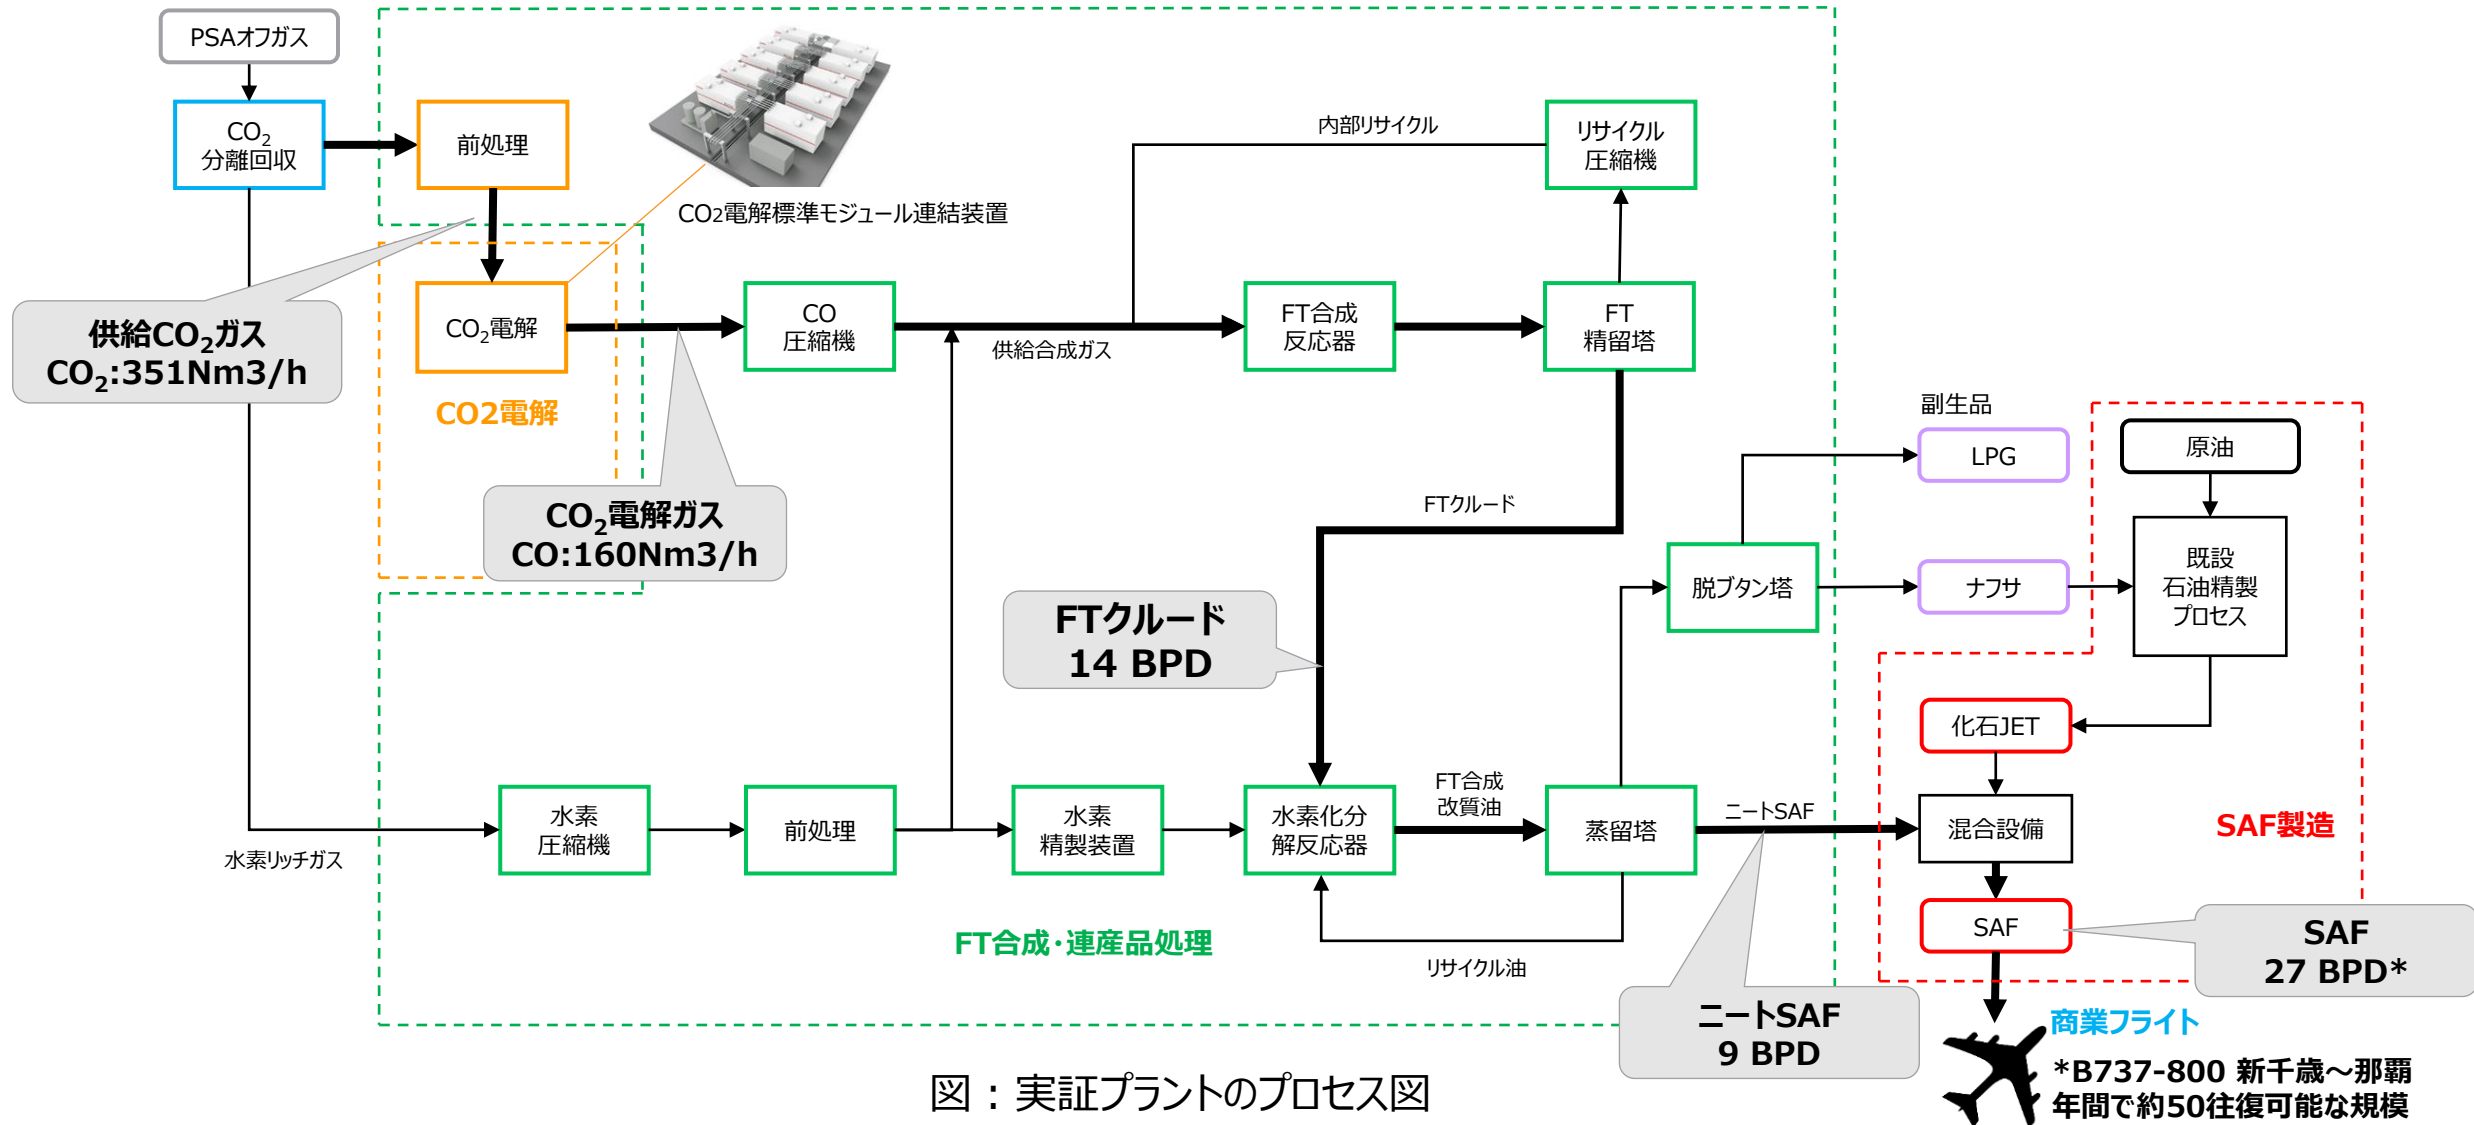 PSAオフガス
CO2
分離回収
前処理
CO2電解標準モジュール連結装置
内部リサイクル
リサイクル
圧縮機
供給CO2ガス
CO2:351Nm3/h
CO2電解
CO2電解
CO
圧縮機
供給合成ガス
FT合成
反応器
FT
精留塔
CO2電解ガス
CO:160Nm3/h
FTクルード
FTクルード
14 BPD
副生品
LPG
原油
脱ブタン塔
ナフサ
既設
石油精製
プロセス
化石JET
水素リッチガス
水素
圧縮機
前処理
水素
精製装置
水素化分
解反応器
FT合成
改質油
蒸留塔
ニートSAF
混合設備
SAF製造
FT合成・連産品処理
リサイクル油
SAF
SAF
27 BPD*
ニートSAF
9 BPD
商業フライト
*B737-800 新千歳～那覇
年間で約50往復可能な規模
図：実証プラントのプロセス図